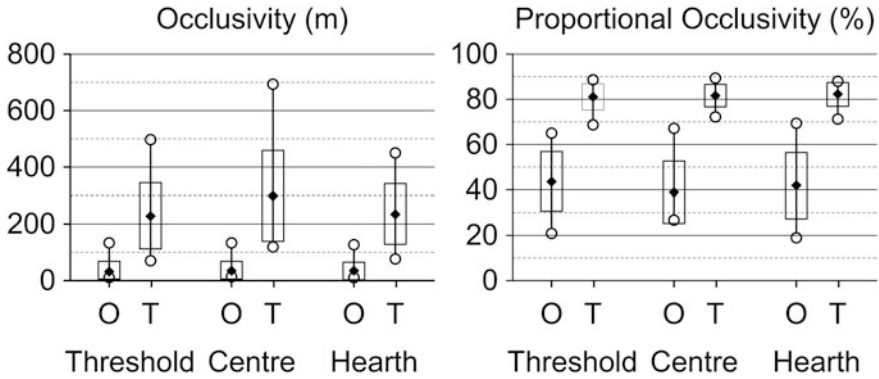 Occlusivity (m)
800
600
400
200
0
O T O T O T
Threshold Centre Hearth
Proportional Occlusivity (%)
100
80
60
40
20
0
O T O T O T
Threshold Centre Hearth